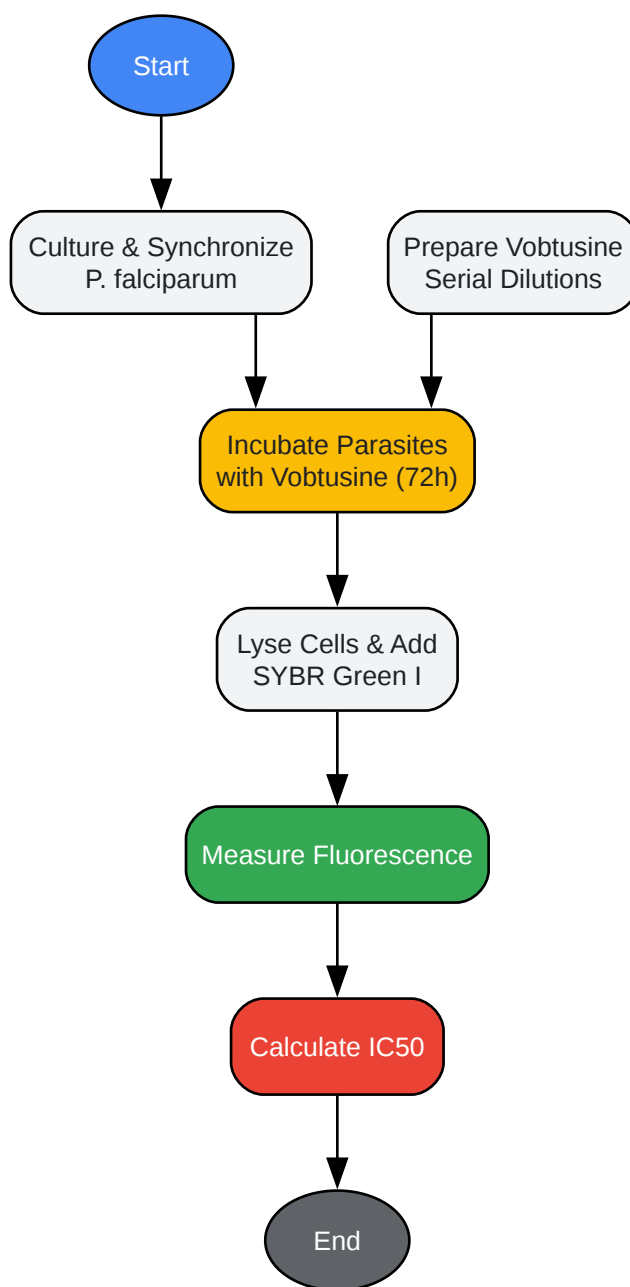 Start
Culture & Synchronize
P. falciparum
Prepare Vobtusine
Serial Dilutions
Incubate Parasites
with Vobtusine (72h)
Lyse Cells & Add
SYBR Green I
Measure Fluorescence
Calculate IC50
End